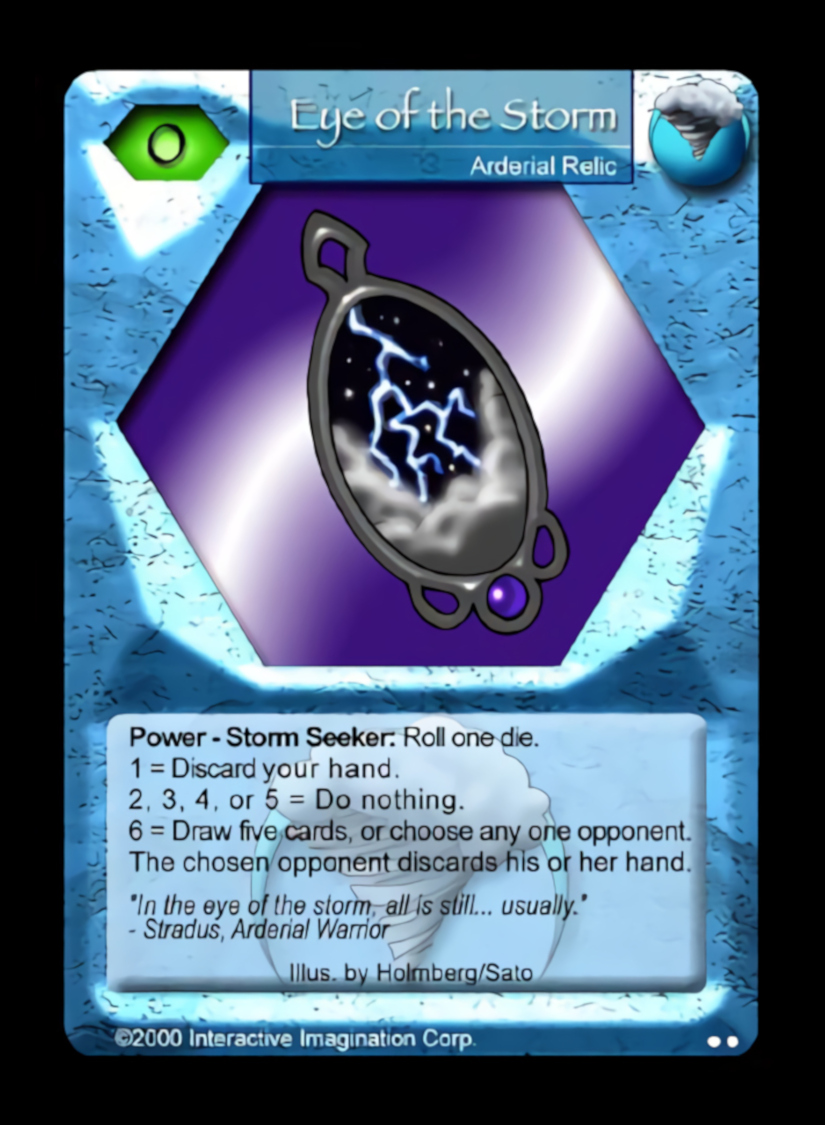 0
Eye of the Storm
Arderial Relic
Power - Storm Seeker: Roll one die.
1 = Discard your hand.
2, 3, 4, or 5 = Do nothing.
6 = Draw five cards, or choose any one opponent.
The chosen opponent discards his or her hand.
"In the eye of the storm, all is still... usually."
- Stradus, Arderial Warrior
Illus. by Holmberg/Sato
©2000 Interactive Imagination Corp.